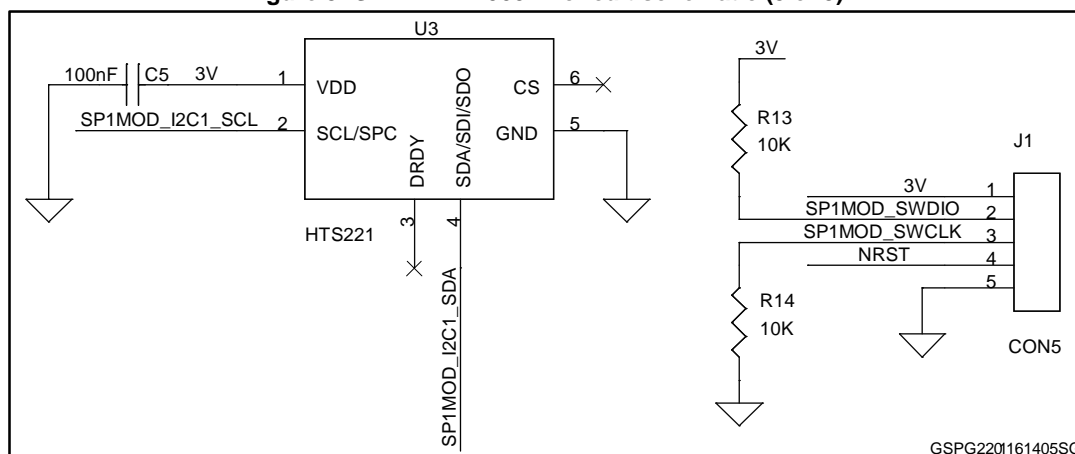 U3
100nF C5 3V 1 VDD CS 6
SP1MOD_I2C1_SCL 2 SCL/SPC GND 5
DRDY
SDA/SDI/SDO
3
4
HTS221
SP1MOD_I2C1_SDA
3V
R13
10K
J1
3V 1
SP1MOD_SWDIO 2
SP1MOD_SWCLK 3
NRST 4
5
R14
10K
CON5